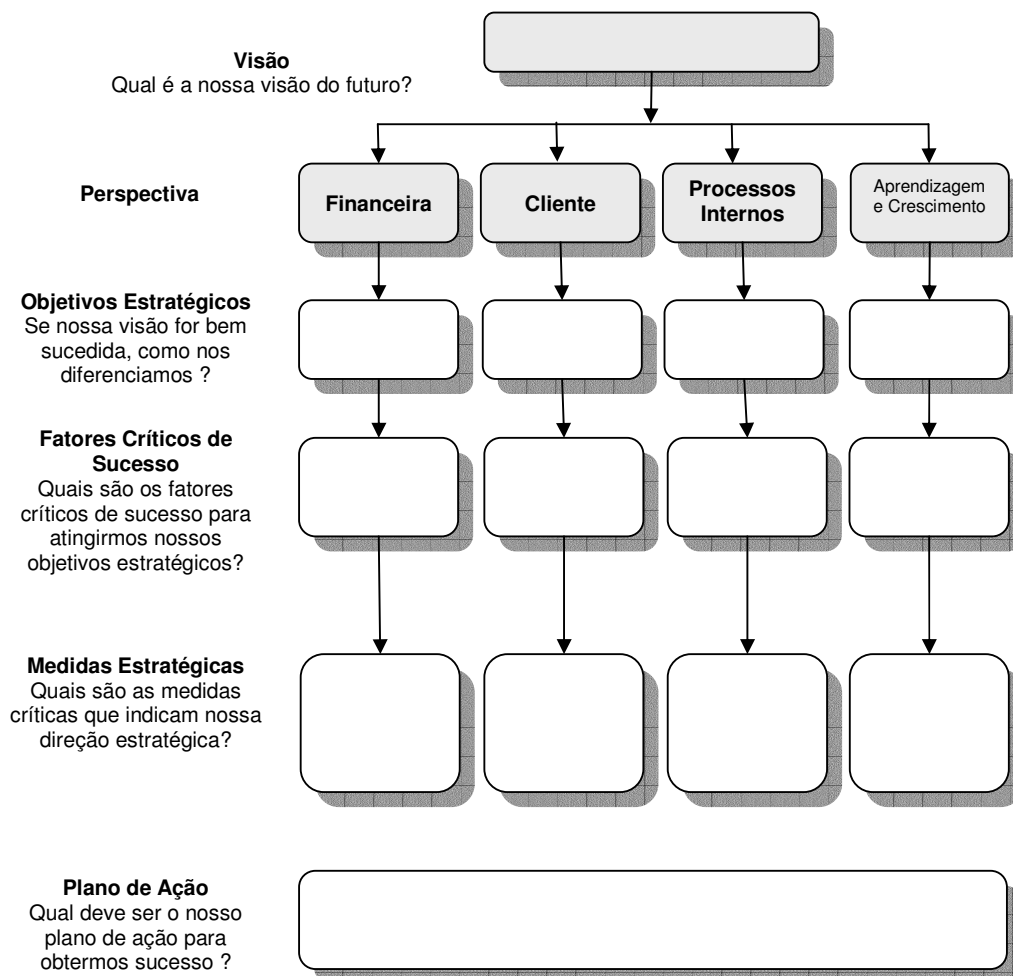 Visão
Qual é a nossa visão do futuro?
Perspectiva
Financeira
Cliente
Processos
Internos
Aprendizagem
e Crescimento
Objetivos Estratégicos
Se nossa visão for bem
sucedida, como nos
diferenciamos ?
Fatores Críticos de
Sucesso
Quais são os fatores
críticos de sucesso para
atingirmos nossos
objetivos estratégicos?
Medidas Estratégicas
Quais são as medidas
críticas que indicam nossa
direção estratégica?
Plano de Ação
Qual deve ser o nosso
plano de ação para
obtermos sucesso ?